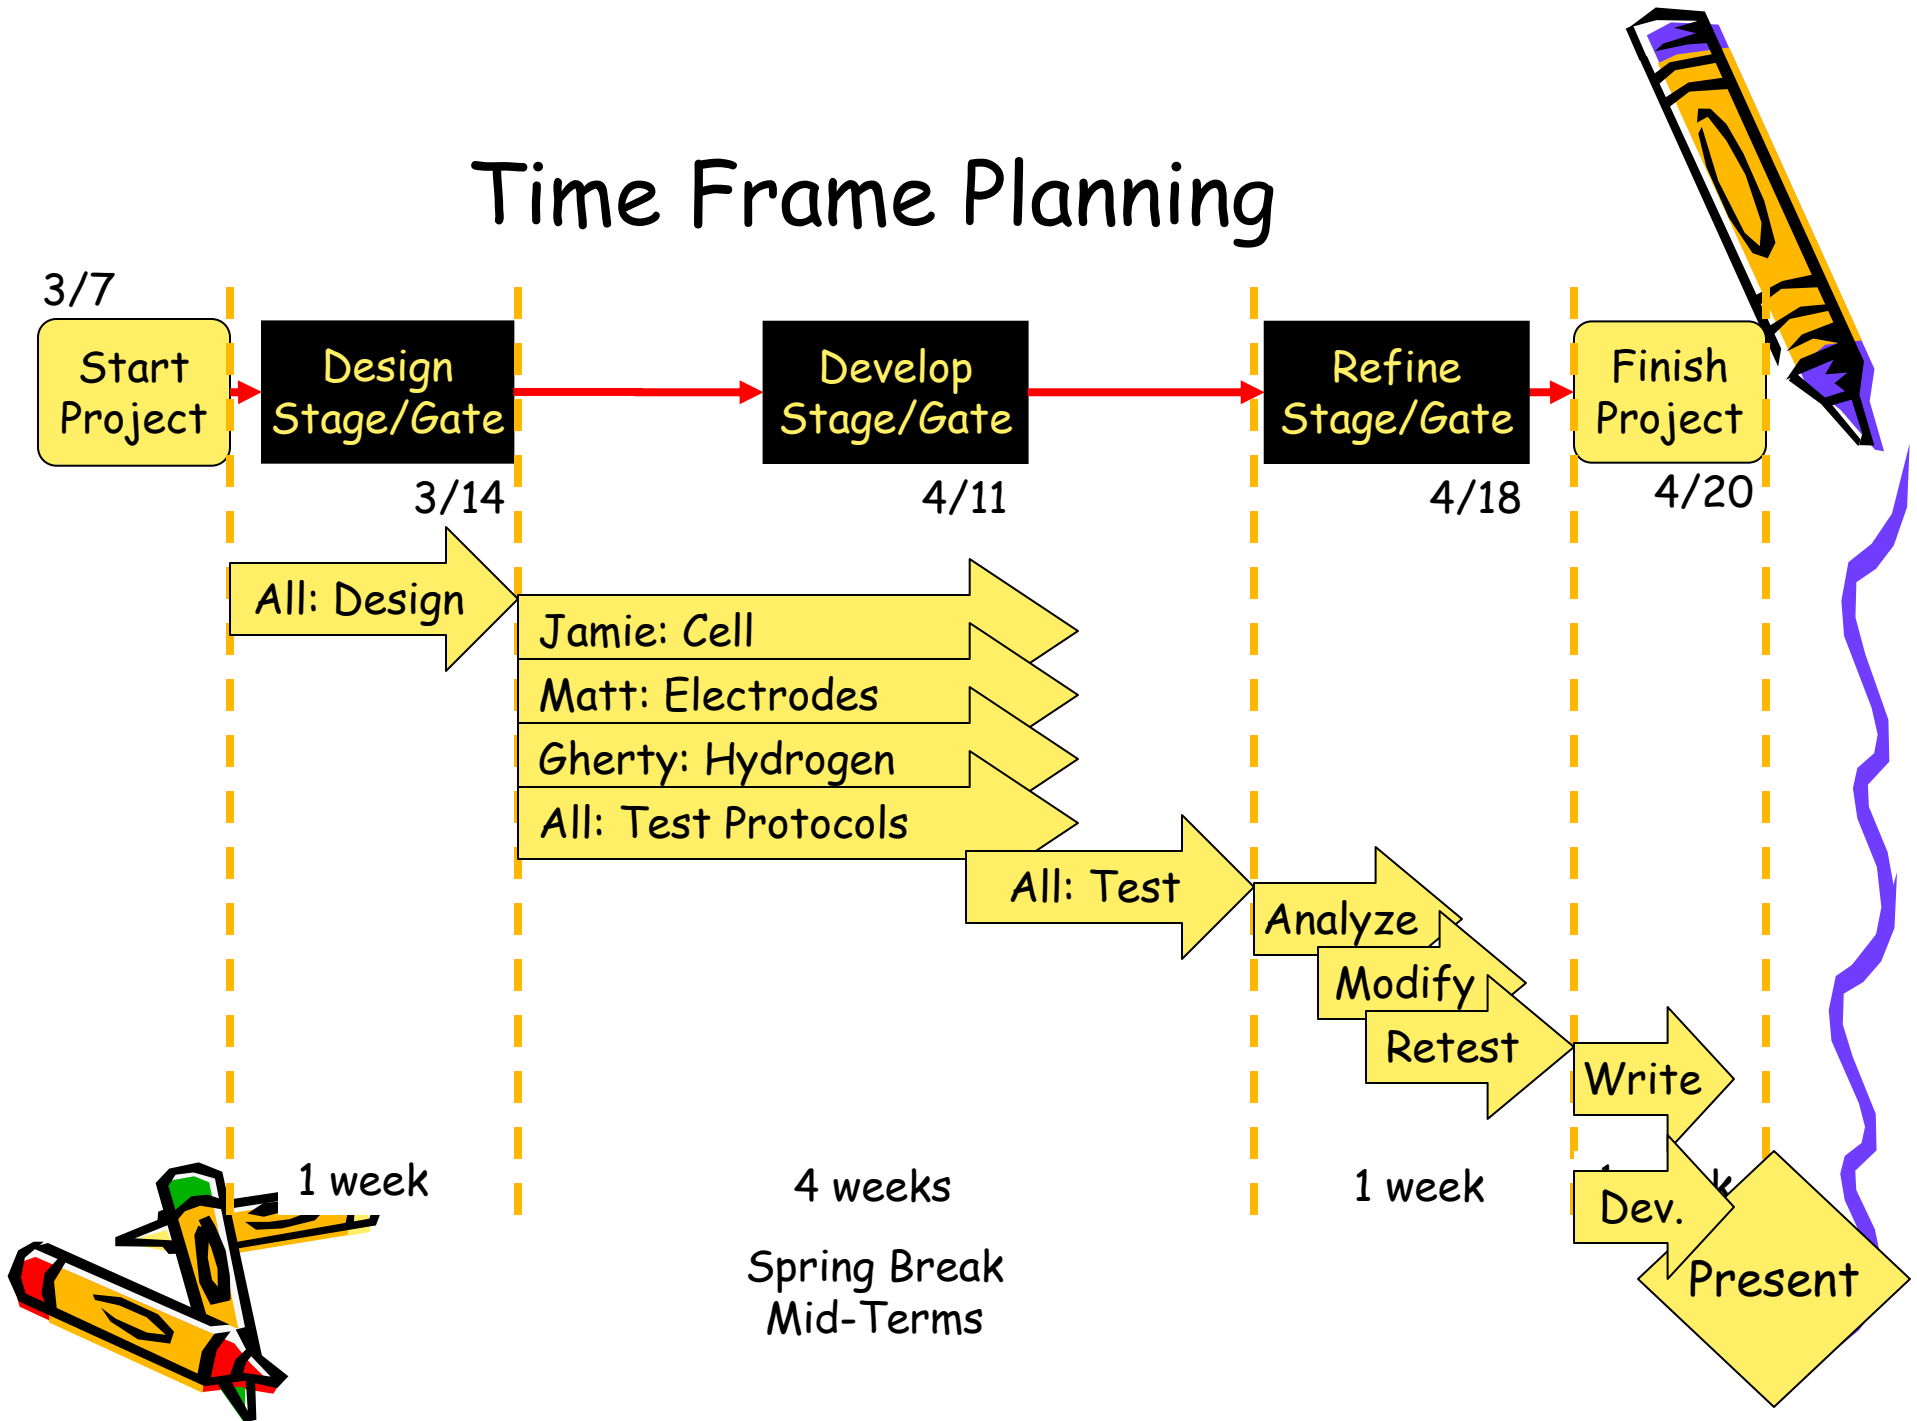 Time Frame Planning
3/7
Start
Project
Design
Stage/Gate
Develop
Stage/Gate
Refine
Stage/Gate
Finish
Project
3/14
4/11
4/18
4/20
All: Design
Jamie: Cell
Matt: Electrodes
Gherty: Hydrogen
All: Test Protocols
All: Test
Analyze
Modify
Retest
Write
1 week
4 weeks
1 week
Dev.
Present
Spring Break
Mid-Terms